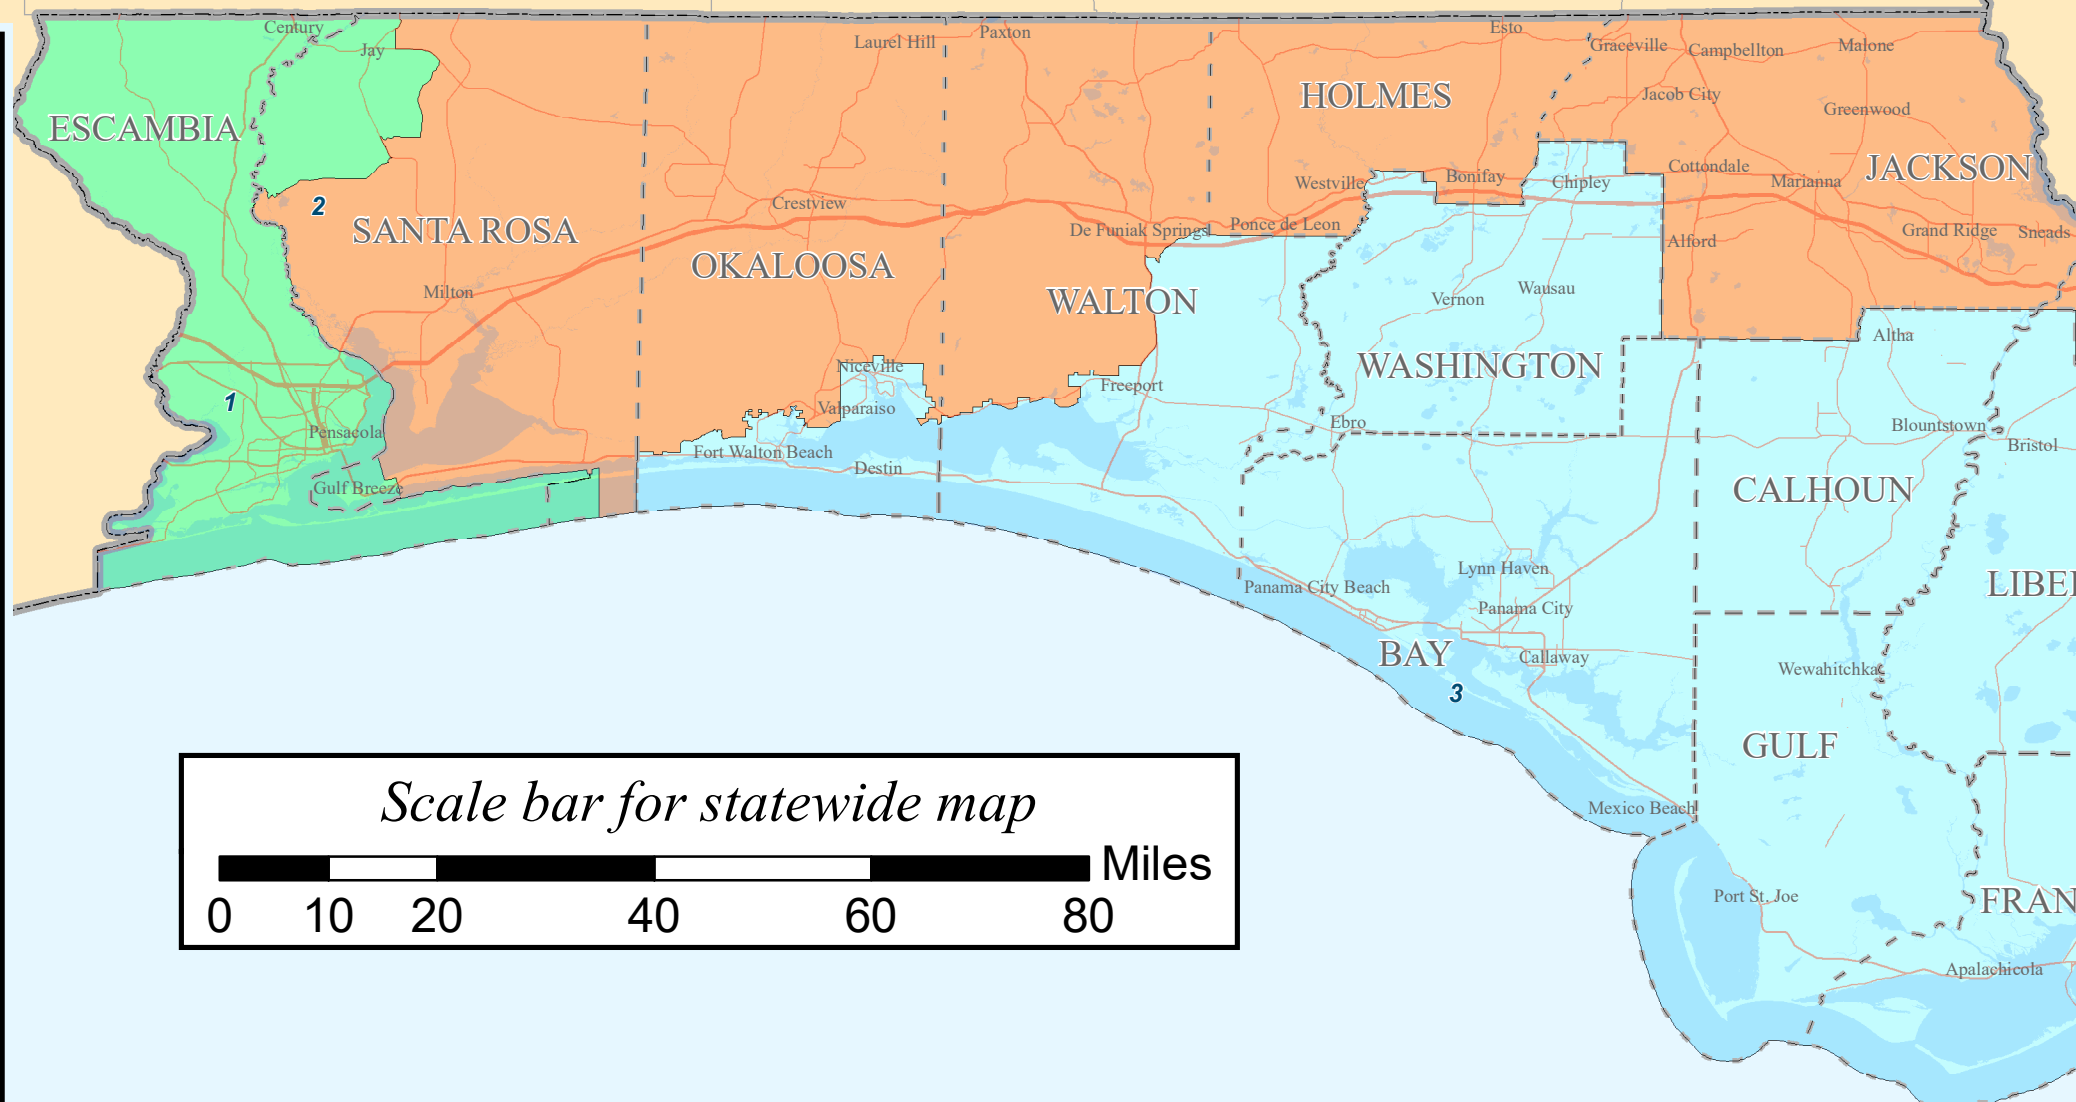 Century
Jay
Laurel Hill
Paxton
Esto
Graceville
Campbellton
Malone
HOLMES
Jacob City
Greenwood
ESCAMBIA
Cottondale
JACKSON
Westville
Bonifay
Chipley
Marianna
2
Crestview
SANTA ROSA
De Funiak Springs
Ponce de Leon
Alford
Grand Ridge
Sneads
OKALOOSA
Milton
WALTON
Vernon
Wausau
Altha
Niceville
WASHINGTON
Freeport
1
Valparaiso
Ebro
Blountstown
Pensacola
Bristol
Fort Walton Beach
Destin
Gulf Breeze
CALHOUN
Lynn Haven
LIBE
Panama City Beach
Panama City
BAY
Callaway
Wewahitchka
3
GULF
Scale bar for statewide map
Mexico Beach
Miles
Port St. Joe
FRAN
0 10 20 40 60 80
Apalachicola